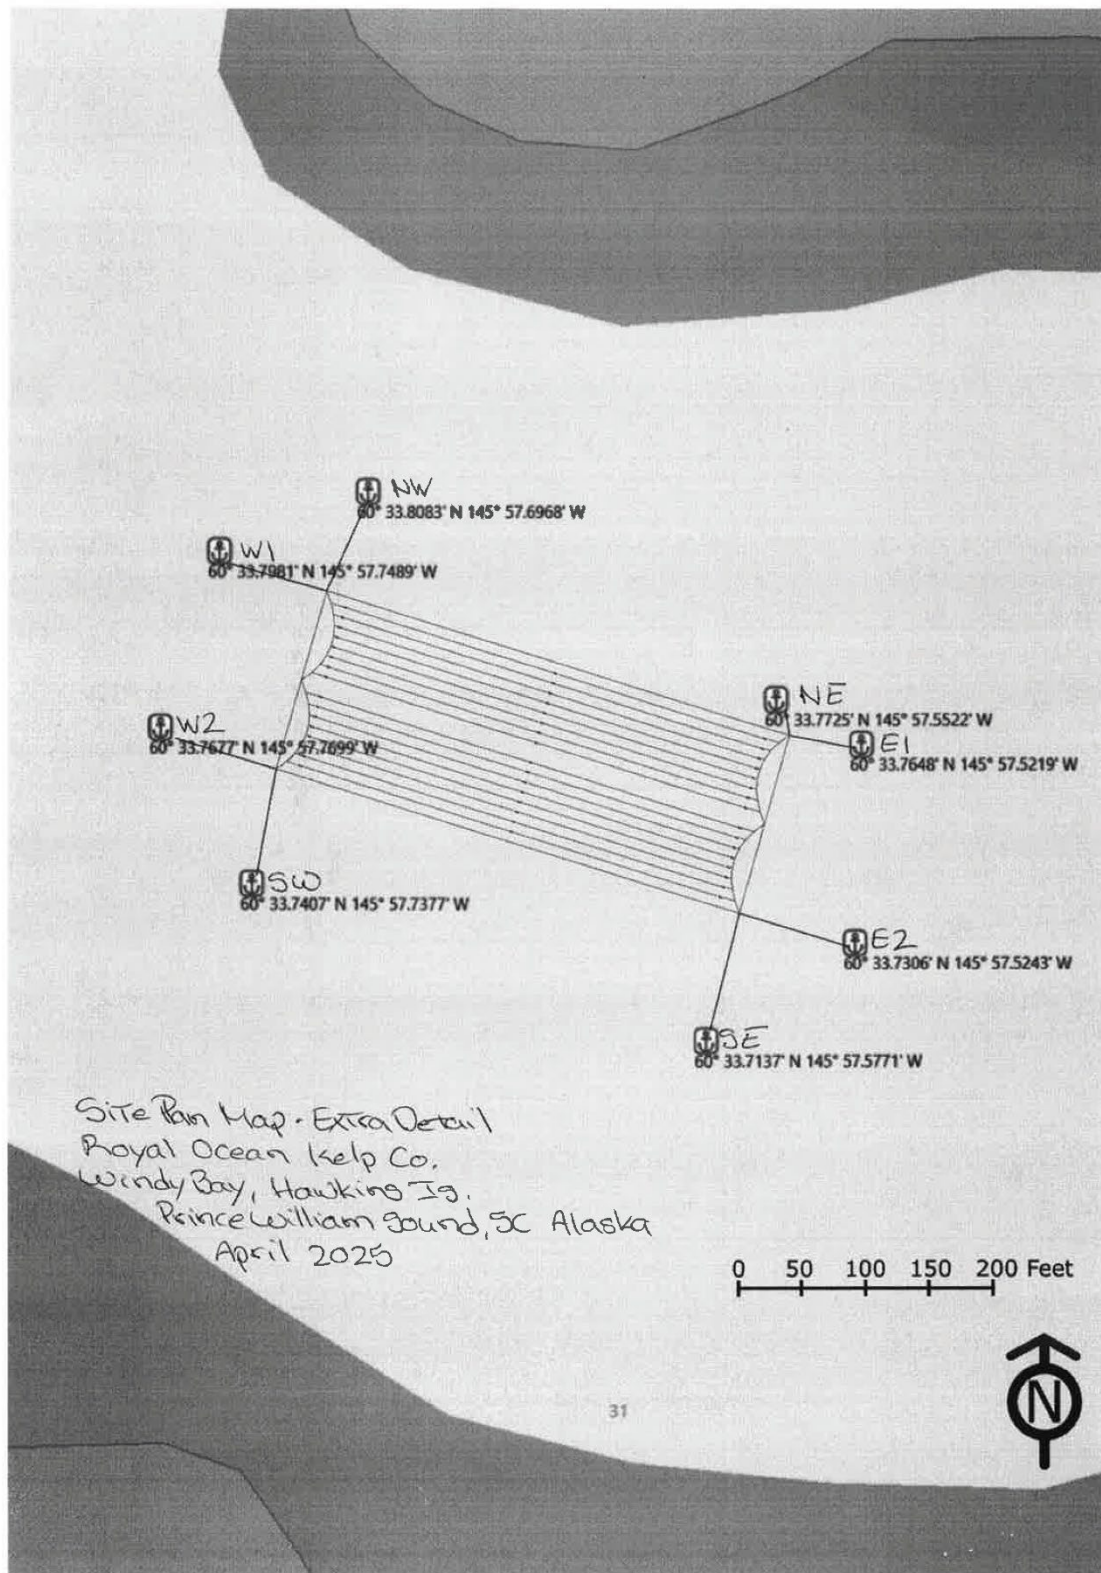 NW
60° 33.8083' N 145° 57.6968' W
W1
60° 33.7981' N 145° 57.7489' W
NE
60° 33.7725' N 145° 57.5522' W
W2
60° 33.7677' N 145° 57.7699' W
E1
60° 33.7648' N 145° 57.5219' W
SW
60° 33.7407' N 145° 57.7377' W
E2
60° 33.7306' N 145° 57.5243' W
SE
60° 33.7137' N 145° 57.5771' W
Site Plan Map - Extra Detail
Royal Ocean Kelp Co.
Windy Bay, Hawkins Is.
Prince William Sound, SC Alaska
April 2025
0 50 100 150 200 Feet
31
N